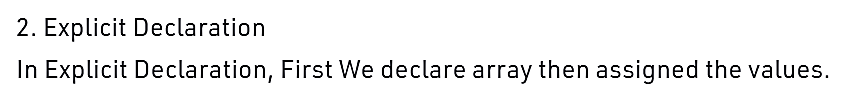 2. Explicit Declaration
In Explicit Declaration, First We declare array then assigned the values.